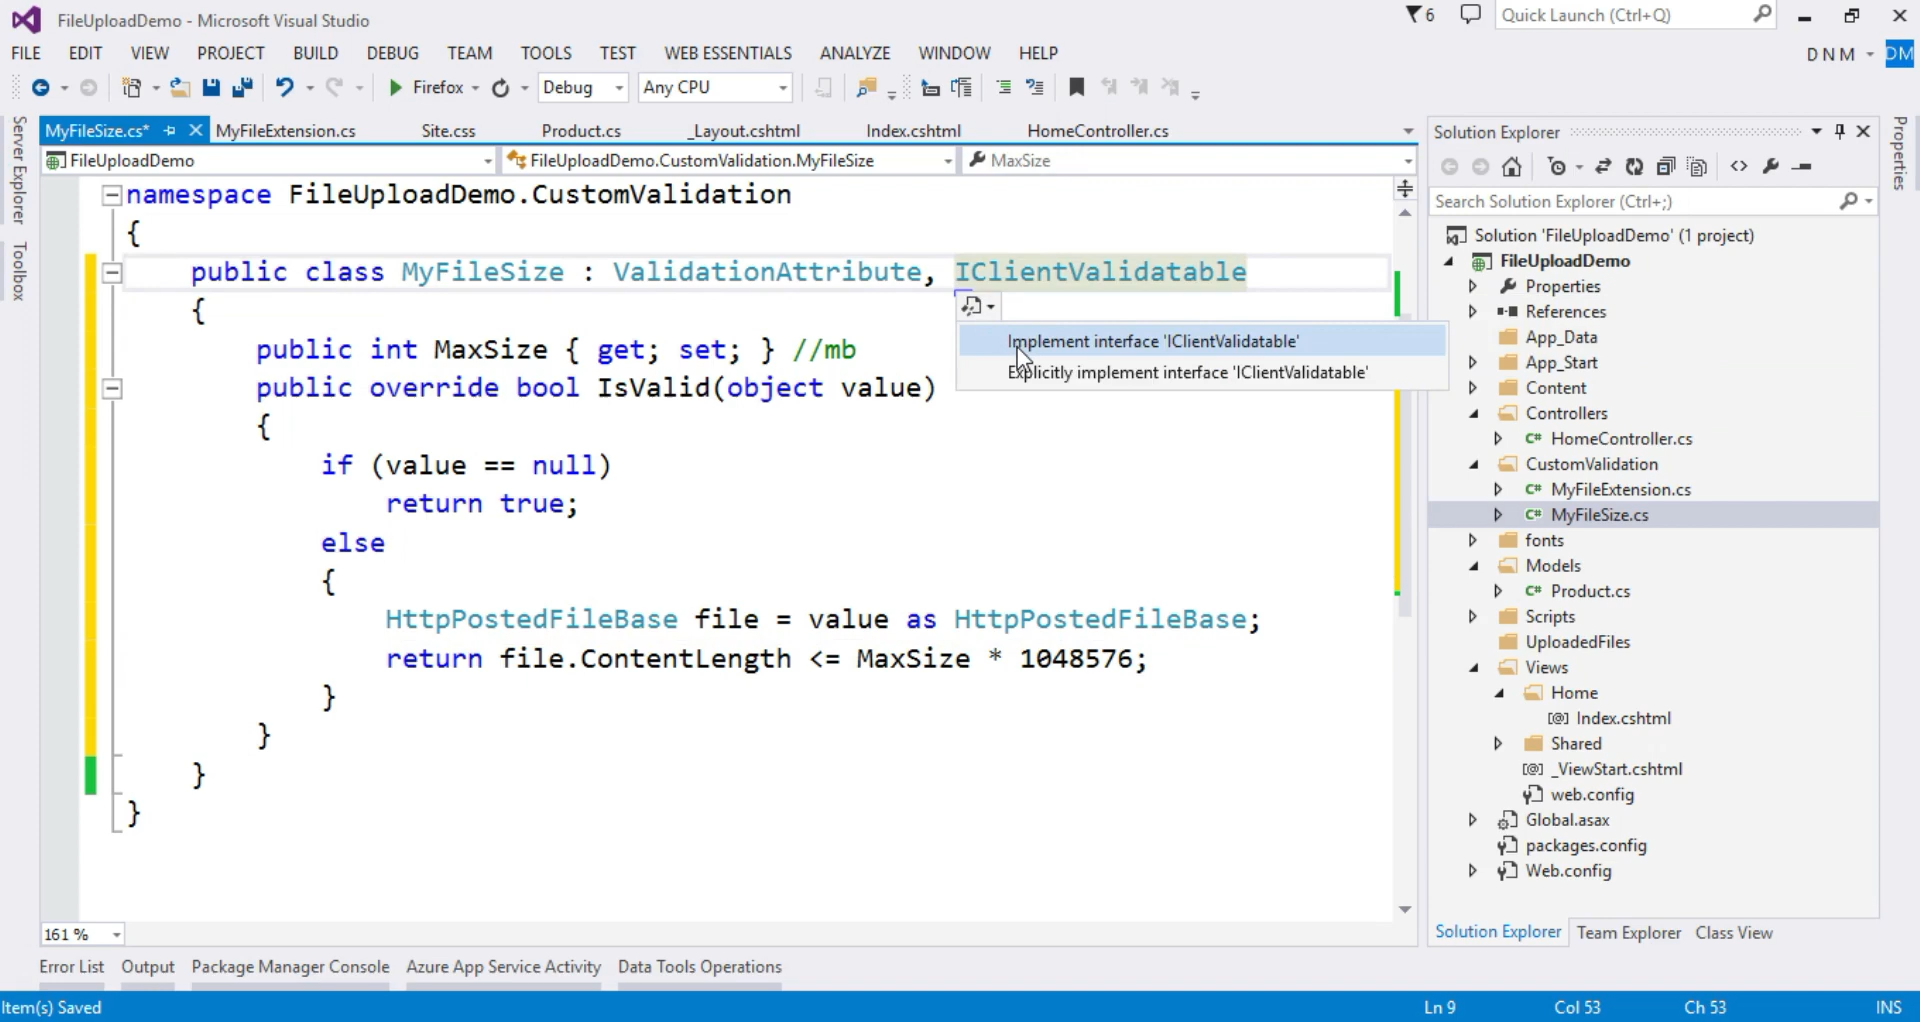 FileUploadDemo - Microsoft Visual Studio
6
Quick Launch (Ctrl+Q)
FILE EDIT VIEW PROJECT BUILD DEBUG TEAM TOOLS TEST WEB ESSENTIALS ANALYZE WINDOW HELP
D N M
DM
Firefox Debug Any CPU
Server Explorer
Toolbox
MyFileSize.cs* MyFileExtension.cs Site.css Product.cs _Layout.cshtml Index.cshtml HomeController.cs
FileUploadDemo FileUploadDemo.CustomValidation.MyFileSize MaxSize
namespace FileUploadDemo.CustomValidation
{
public class MyFileSize : ValidationAttribute, IClientValidatable
{
Implement interface 'IClientValidatable'
Explicitly implement interface 'IClientValidatable'
public int MaxSize { get; set; } //mb
public override bool IsValid(object value)
{
if (value == null)
return true;
else
{
HttpPostedFileBase file = value as HttpPostedFileBase;
return file.ContentLength <= MaxSize * 1048576;
}
}
}
}
161 %
Solution Explorer
Search Solution Explorer (Ctrl+;)
Solution 'FileUploadDemo' (1 project)
FileUploadDemo
Properties
References
App_Data
App_Start
Content
Controllers
C# HomeController.cs
CustomValidation
C# MyFileExtension.cs
C# MyFileSize.cs
fonts
Models
C# Product.cs
Scripts
UploadedFiles
Views
Home
[@] Index.cshtml
Shared
[@] _ViewStart.cshtml
web.config
Global.asax
packages.config
Web.config
Solution Explorer Team Explorer Class View
Properties
Error List Output Package Manager Console Azure App Service Activity Data Tools Operations
Item(s) Saved Ln 9 Col 53 Ch 53 INS